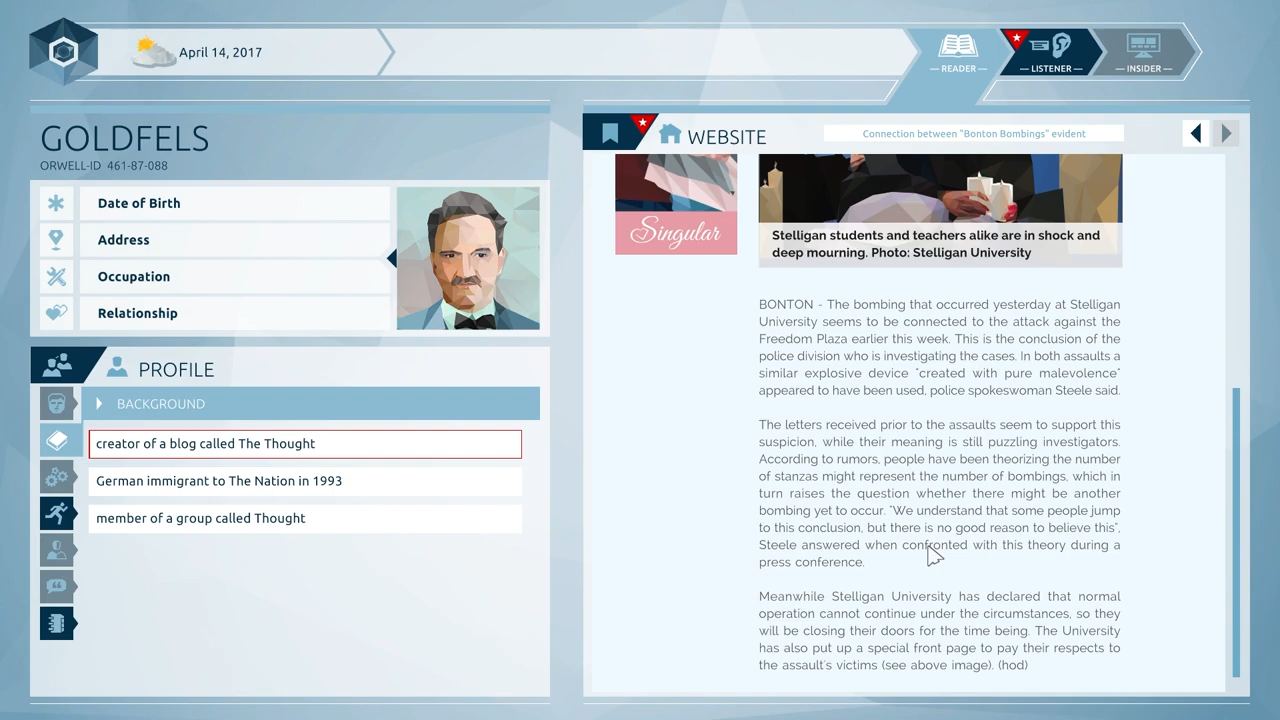 April 14, 2017
READER
LISTENER
INSIDER
GOLDFELS
ORWELL-ID 461-87-088
Date of Birth
Address
Occupation
Relationship
PROFILE
BACKGROUND
creator of a blog called The Thought
German immigrant to The Nation in 1993
member of a group called Thought
WEBSITE
Connection between "Bonton Bombings" evident
Singular
Stelligan students and teachers alike are in shock and
deep mourning. Photo: Stelligan University
BONTON - The bombing that occurred yesterday at Stelligan
University seems to be connected to the attack against the
Freedom Plaza earlier this week. This is the conclusion of the
police division who is investigating the cases. In both assaults a
similar explosive device "created with pure malevolence"
appeared to have been used, police spokeswoman Steele said.
The letters received prior to the assaults seem to support this
suspicion, while their meaning is still puzzling investigators.
According to rumors, people have been theorizing the number
of stanzas might represent the number of bombings, which in
turn raises the question whether there might be another
bombing yet to occur. "We understand that some people jump
to this conclusion, but there is no good reason to believe this",
Steele answered when confronted with this theory during a
press conference.
Meanwhile Stelligan University has declared that normal
operation cannot continue under the circumstances, so they
will be closing their doors for the time being. The University
has also put up a special front page to pay their respects to
the assault's victims (see above image). (hod)